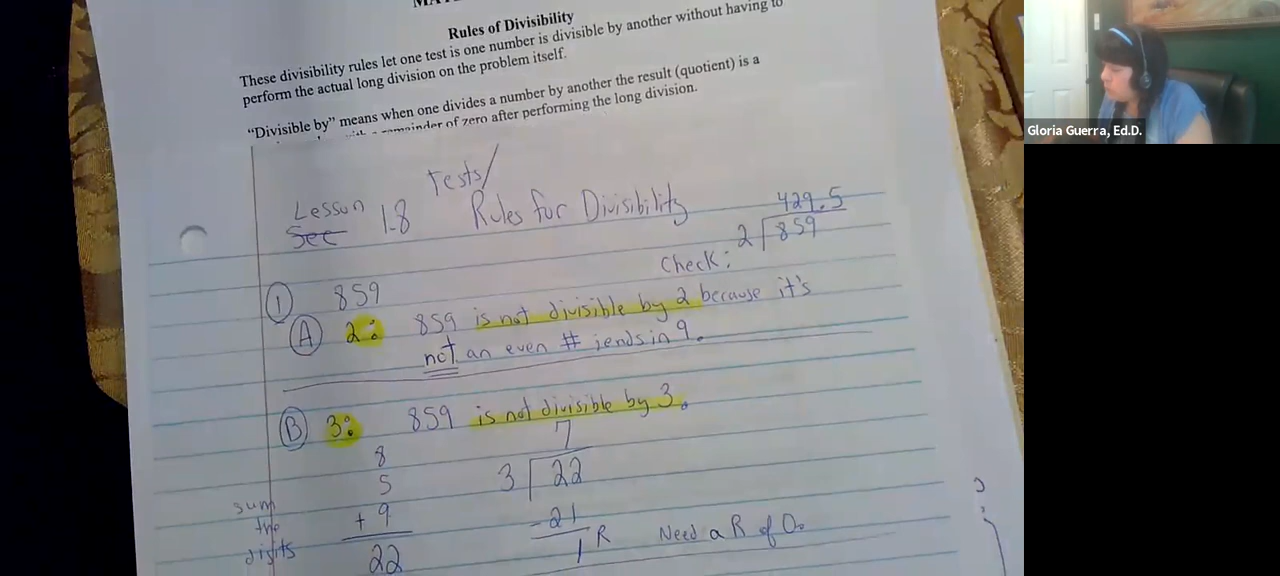 MA
Rules of Divisibility
These divisibility rules let one test is one number is divisible by another without having to
perform the actual long division on the problem itself.
"Divisible by" means when one divides a number by another the result (quotient) is a
remainder of zero after performing the long division.
Tests/
Lesson
See 1.8 Rules for Divisibility
429.5
Check: 2 859
1 859
A 2: 859 is not divisible by 2 because it's
not an even # ; ends in 9.
B 3: 859 is not divisible by 3.
7
8
5 3 22
sum
the + 9 - 21
digits 22 1 R Need a R of 0.
Gloria Guerra, Ed.D.